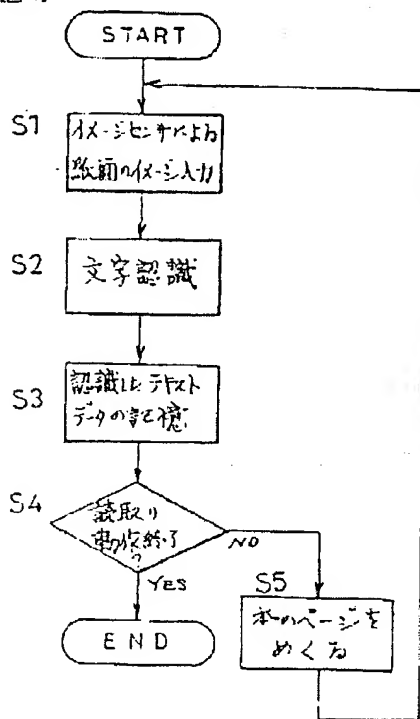 START
S1
イメージセンサによる
紙面のイメージ入力
S2
文字認識
S3
認識したテキスト
データの記憶
S4
読取り
動作終了
?
NO
YES
S5
本のページを
めくる
END